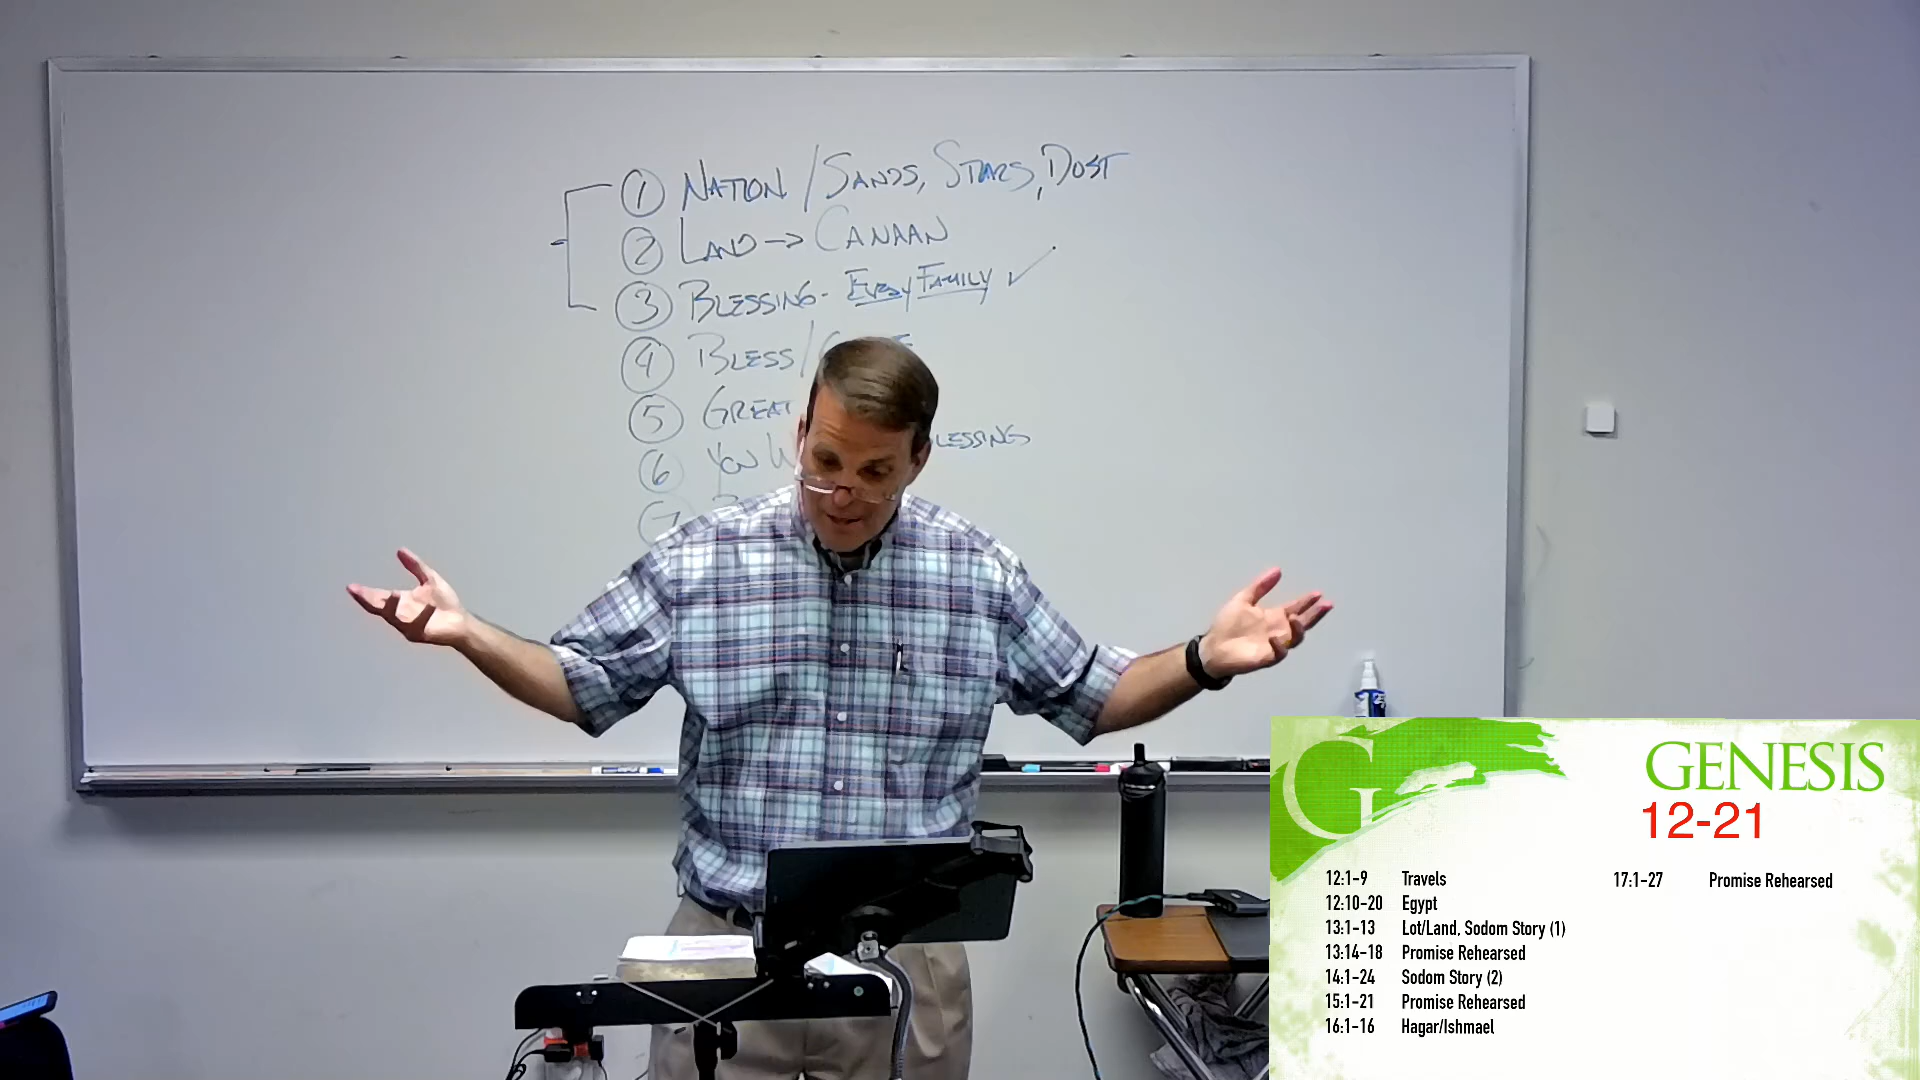 ① NATION / SANDS, STARS, DUST
② LAND → CANAAN
③ BLESSING - EVERY FAMILY ✓
④ BLESS /
⑤ GREAT
⑥ YOU
LESSING
⑦
G
GENESIS
12-21
12:1-9 Travels
12:10-20 Egypt
13:1-13 Lot/Land, Sodom Story (1)
13:14-18 Promise Rehearsed
14:1-24 Sodom Story (2)
15:1-21 Promise Rehearsed
16:1-16 Hagar/Ishmael
17:1-27 Promise Rehearsed